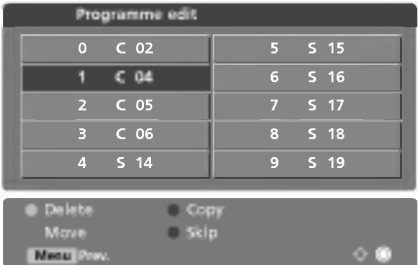 Programme edit
0 C 02 5 S 15
1 C 04 6 S 16
2 C 05 7 S 17
3 C 06 8 S 18
4 S 14 9 S 19
Delete Copy
Move Skip
Menu Prev.